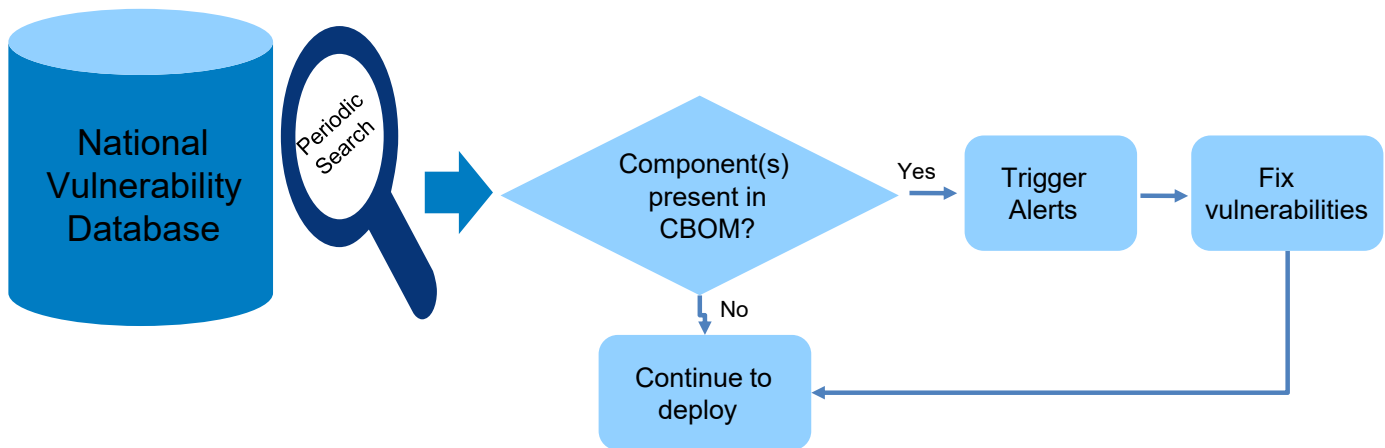 National
Vulnerability
Database
Periodic
Search
Component(s)
present in
CBOM?
Yes
Trigger
Alerts
Fix
vulnerabilities
No
Continue to
deploy